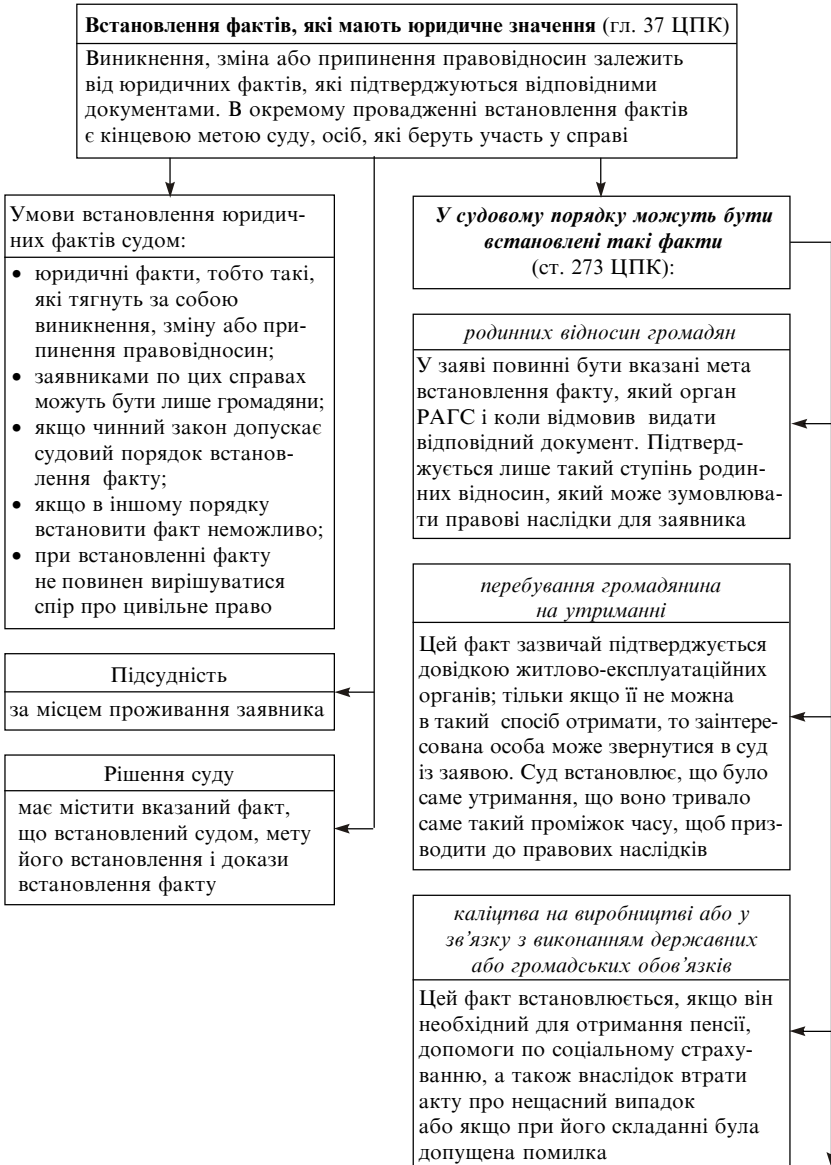 Встановлення фактів, які мають юридичне значення (гл. 37 ЦПК)
Виникнення, зміна або припинення правовідносин залежить
від юридичних фактів, які підтверджуються відповідними
документами. В окремому провадженні встановлення фактів
є кінцевою метою суду, осіб, які беруть участь у справі
Умови встановлення юридич-
них фактів судом:
• юридичні факти, тобто такі,
які тягнуть за собою
виникнення, зміну або при-
пинення правовідносин;
• заявниками по цих справах
можуть бути лише громадяни;
• якщо чинний закон допускає
судовий порядок встанов-
лення факту;
• якщо в іншому порядку
встановити факт неможливо;
• при встановленні факту
не повинен вирішуватися
спір про цивільне право
Підсудність
за місцем проживання заявника
Рішення суду
має містити вказаний факт,
що встановлений судом, мету
його встановлення і докази
встановлення факту
У судовому порядку можуть бути
встановлені такі факти
(ст. 273 ЦПК):
родинних відносин громадян
У заяві повинні бути вказані мета
встановлення факту, який орган
РАГС і коли відмовив видати
відповідний документ. Підтверд-
жується лише такий ступінь родин-
них відносин, який може зумовлюва-
ти правові наслідки для заявника
перебування громадянина
на утриманні
Цей факт зазвичай підтверджується
довідкою житлово-експлуатаційних
органів; тільки якщо її не можна
в такий спосіб отримати, то заінтере-
сована особа може звернутися в суд
із заявою. Суд встановлює, що було
саме утримання, що воно тривало
саме такий проміжок часу, щоб приз-
водити до правових наслідків
каліцтва на виробництві або у
зв'язку з виконанням державних
або громадських обов'язків
Цей факт встановлюється, якщо він
необхідний для отримання пенсії,
допомоги по соціальному страху-
ванню, а також внаслідок втрати
акту про нещасний випадок
або якщо при його складанні була
допущена помилка